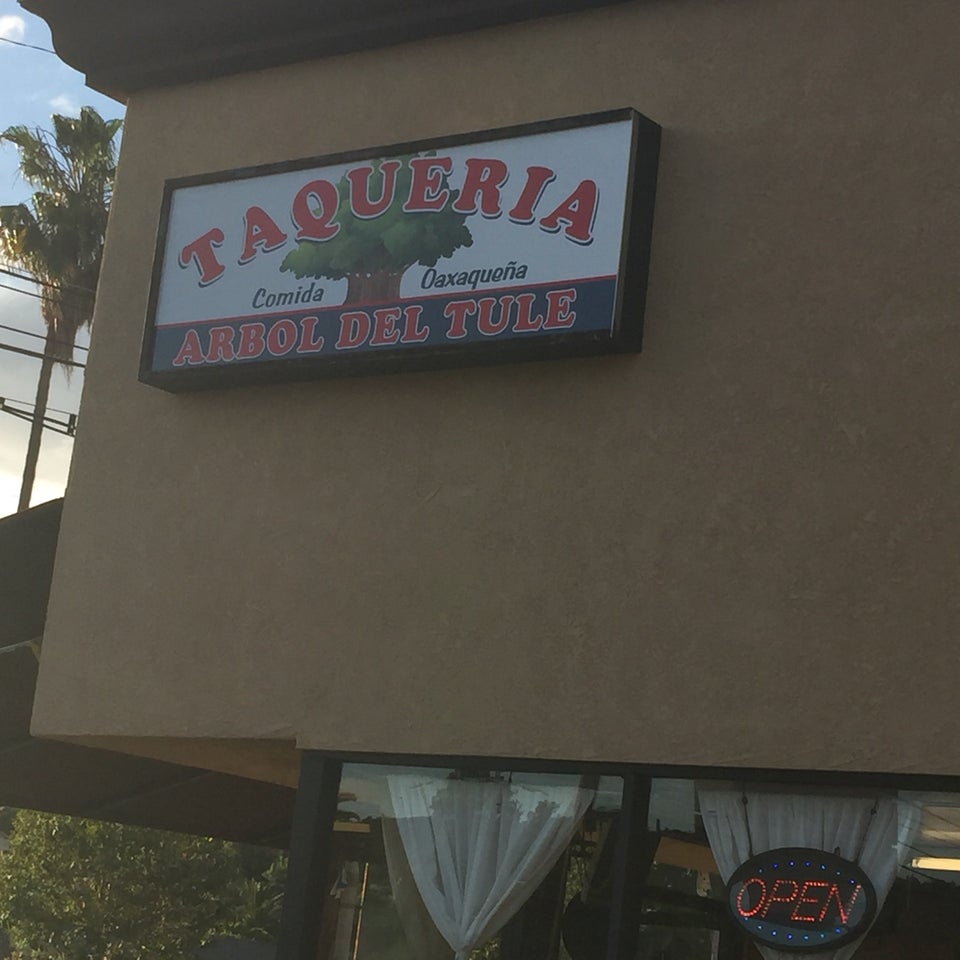 TAQUERIA
Comida Oaxaqueña
ARBOL DEL TULE
OPEN